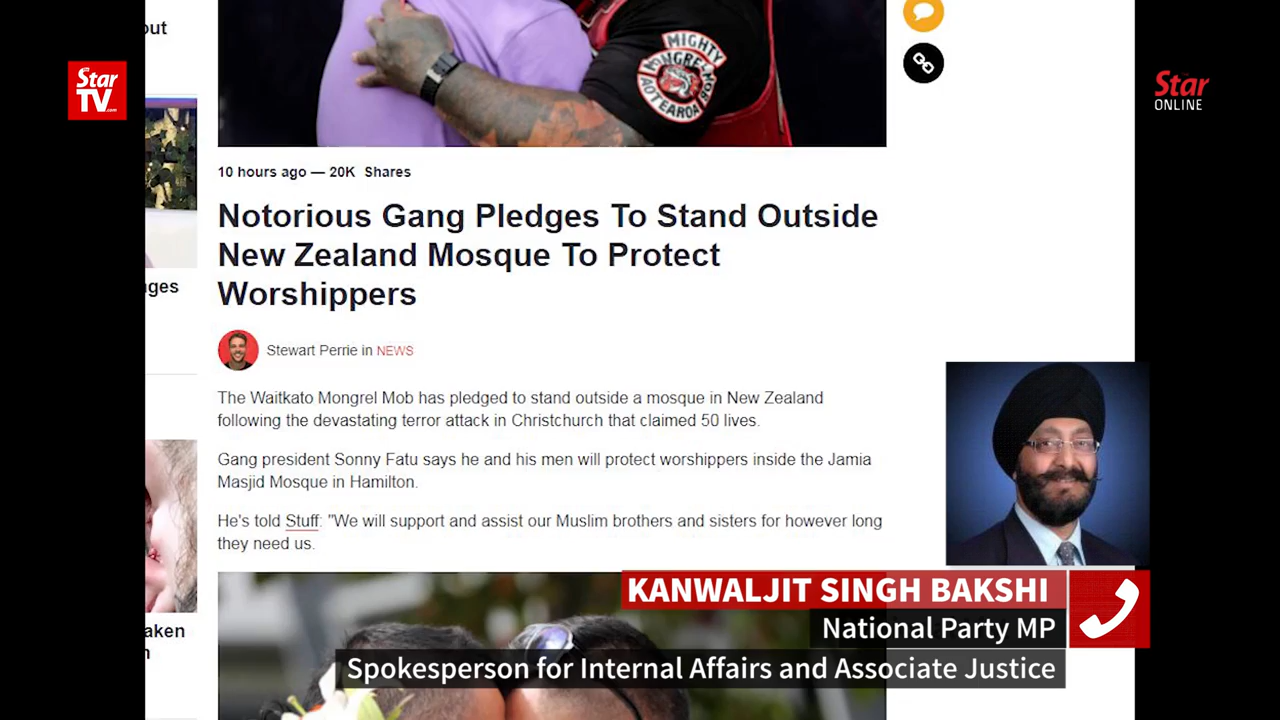 out
Star
TV.com
Star
ONLINE
MIGHTY
MONGREL MOB
AOTEAROA
10 hours ago — 20K Shares
Notorious Gang Pledges To Stand Outside
New Zealand Mosque To Protect
Worshippers
ges
Stewart Perrie in NEWS
The Waitkato Mongrel Mob has pledged to stand outside a mosque in New Zealand
following the devastating terror attack in Christchurch that claimed 50 lives.
Gang president Sonny Fatu says he and his men will protect worshippers inside the Jamia
Masjid Mosque in Hamilton.
He's told Stuff: "We will support and assist our Muslim brothers and sisters for however long
they need us.
aken
KANWALJIT SINGH BAKSHI
National Party MP
Spokesperson for Internal Affairs and Associate Justice